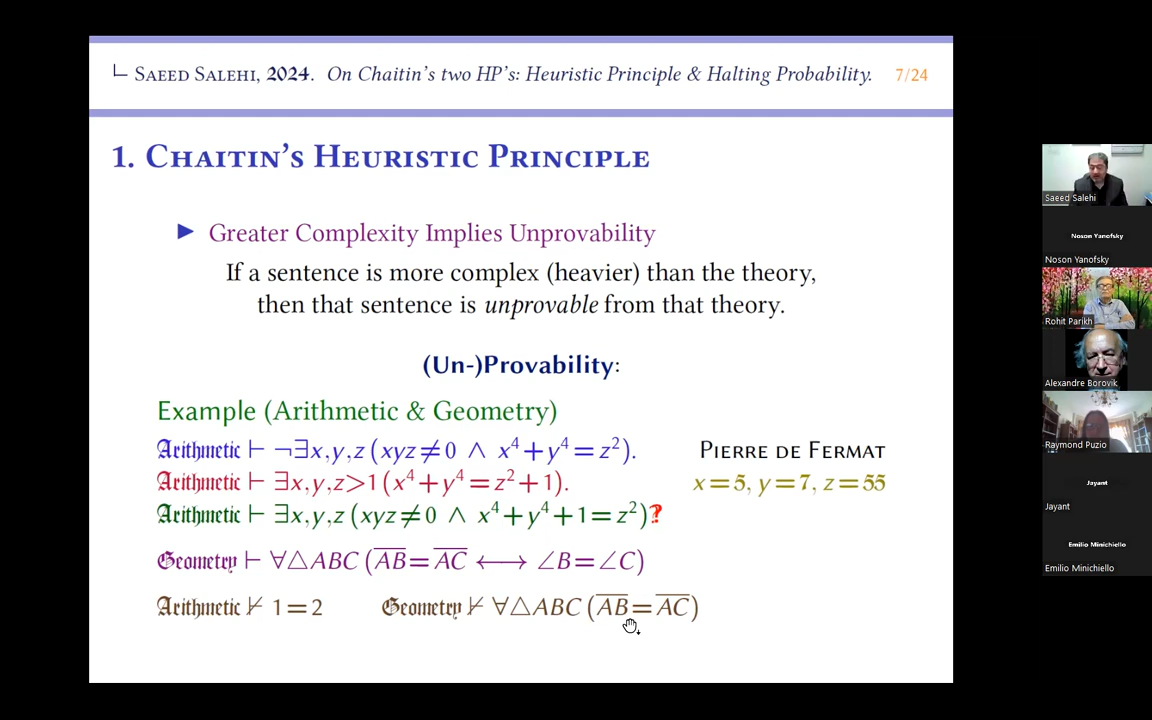 ∟ SAEED SALEHI, 2024. On Chaitin's two HP's: Heuristic Principle & Halting Probability. 7/24
1. CHAITIN'S HEURISTIC PRINCIPLE
► Greater Complexity Implies Unprovability
If a sentence is more complex (heavier) than the theory,
then that sentence is unprovable from that theory.
(Un-)Provability:
Example (Arithmetic & Geometry)
Arithmetic ⊢ ¬∃x,y,z(xyz≠0 ∧ x⁴+y⁴=z²). PIERRE DE FERMAT
Arithmetic ⊢ ∃x,y,z>1(x⁴+y⁴=z²+1). x=5, y=7, z=55
Arithmetic ⊢ ∃x,y,z(xyz≠0 ∧ x⁴+y⁴+1=z²)?
Geometry ⊢ ∀△ABC(A̅B̅=A̅C̅ ⟷ ∠B=∠C)
Arithmetic ⊬ 1=2 Geometry ⊬ ∀△ABC(A̅B̅=A̅C̅)
Saeed Salehi
Noson Yanofsky
Noson Yanofsky
Rohit Parikh
Alexandre Borovik
Raymond Puzio
Jayant
Jayant
Emilio Minichiello
Emilio Minichiello